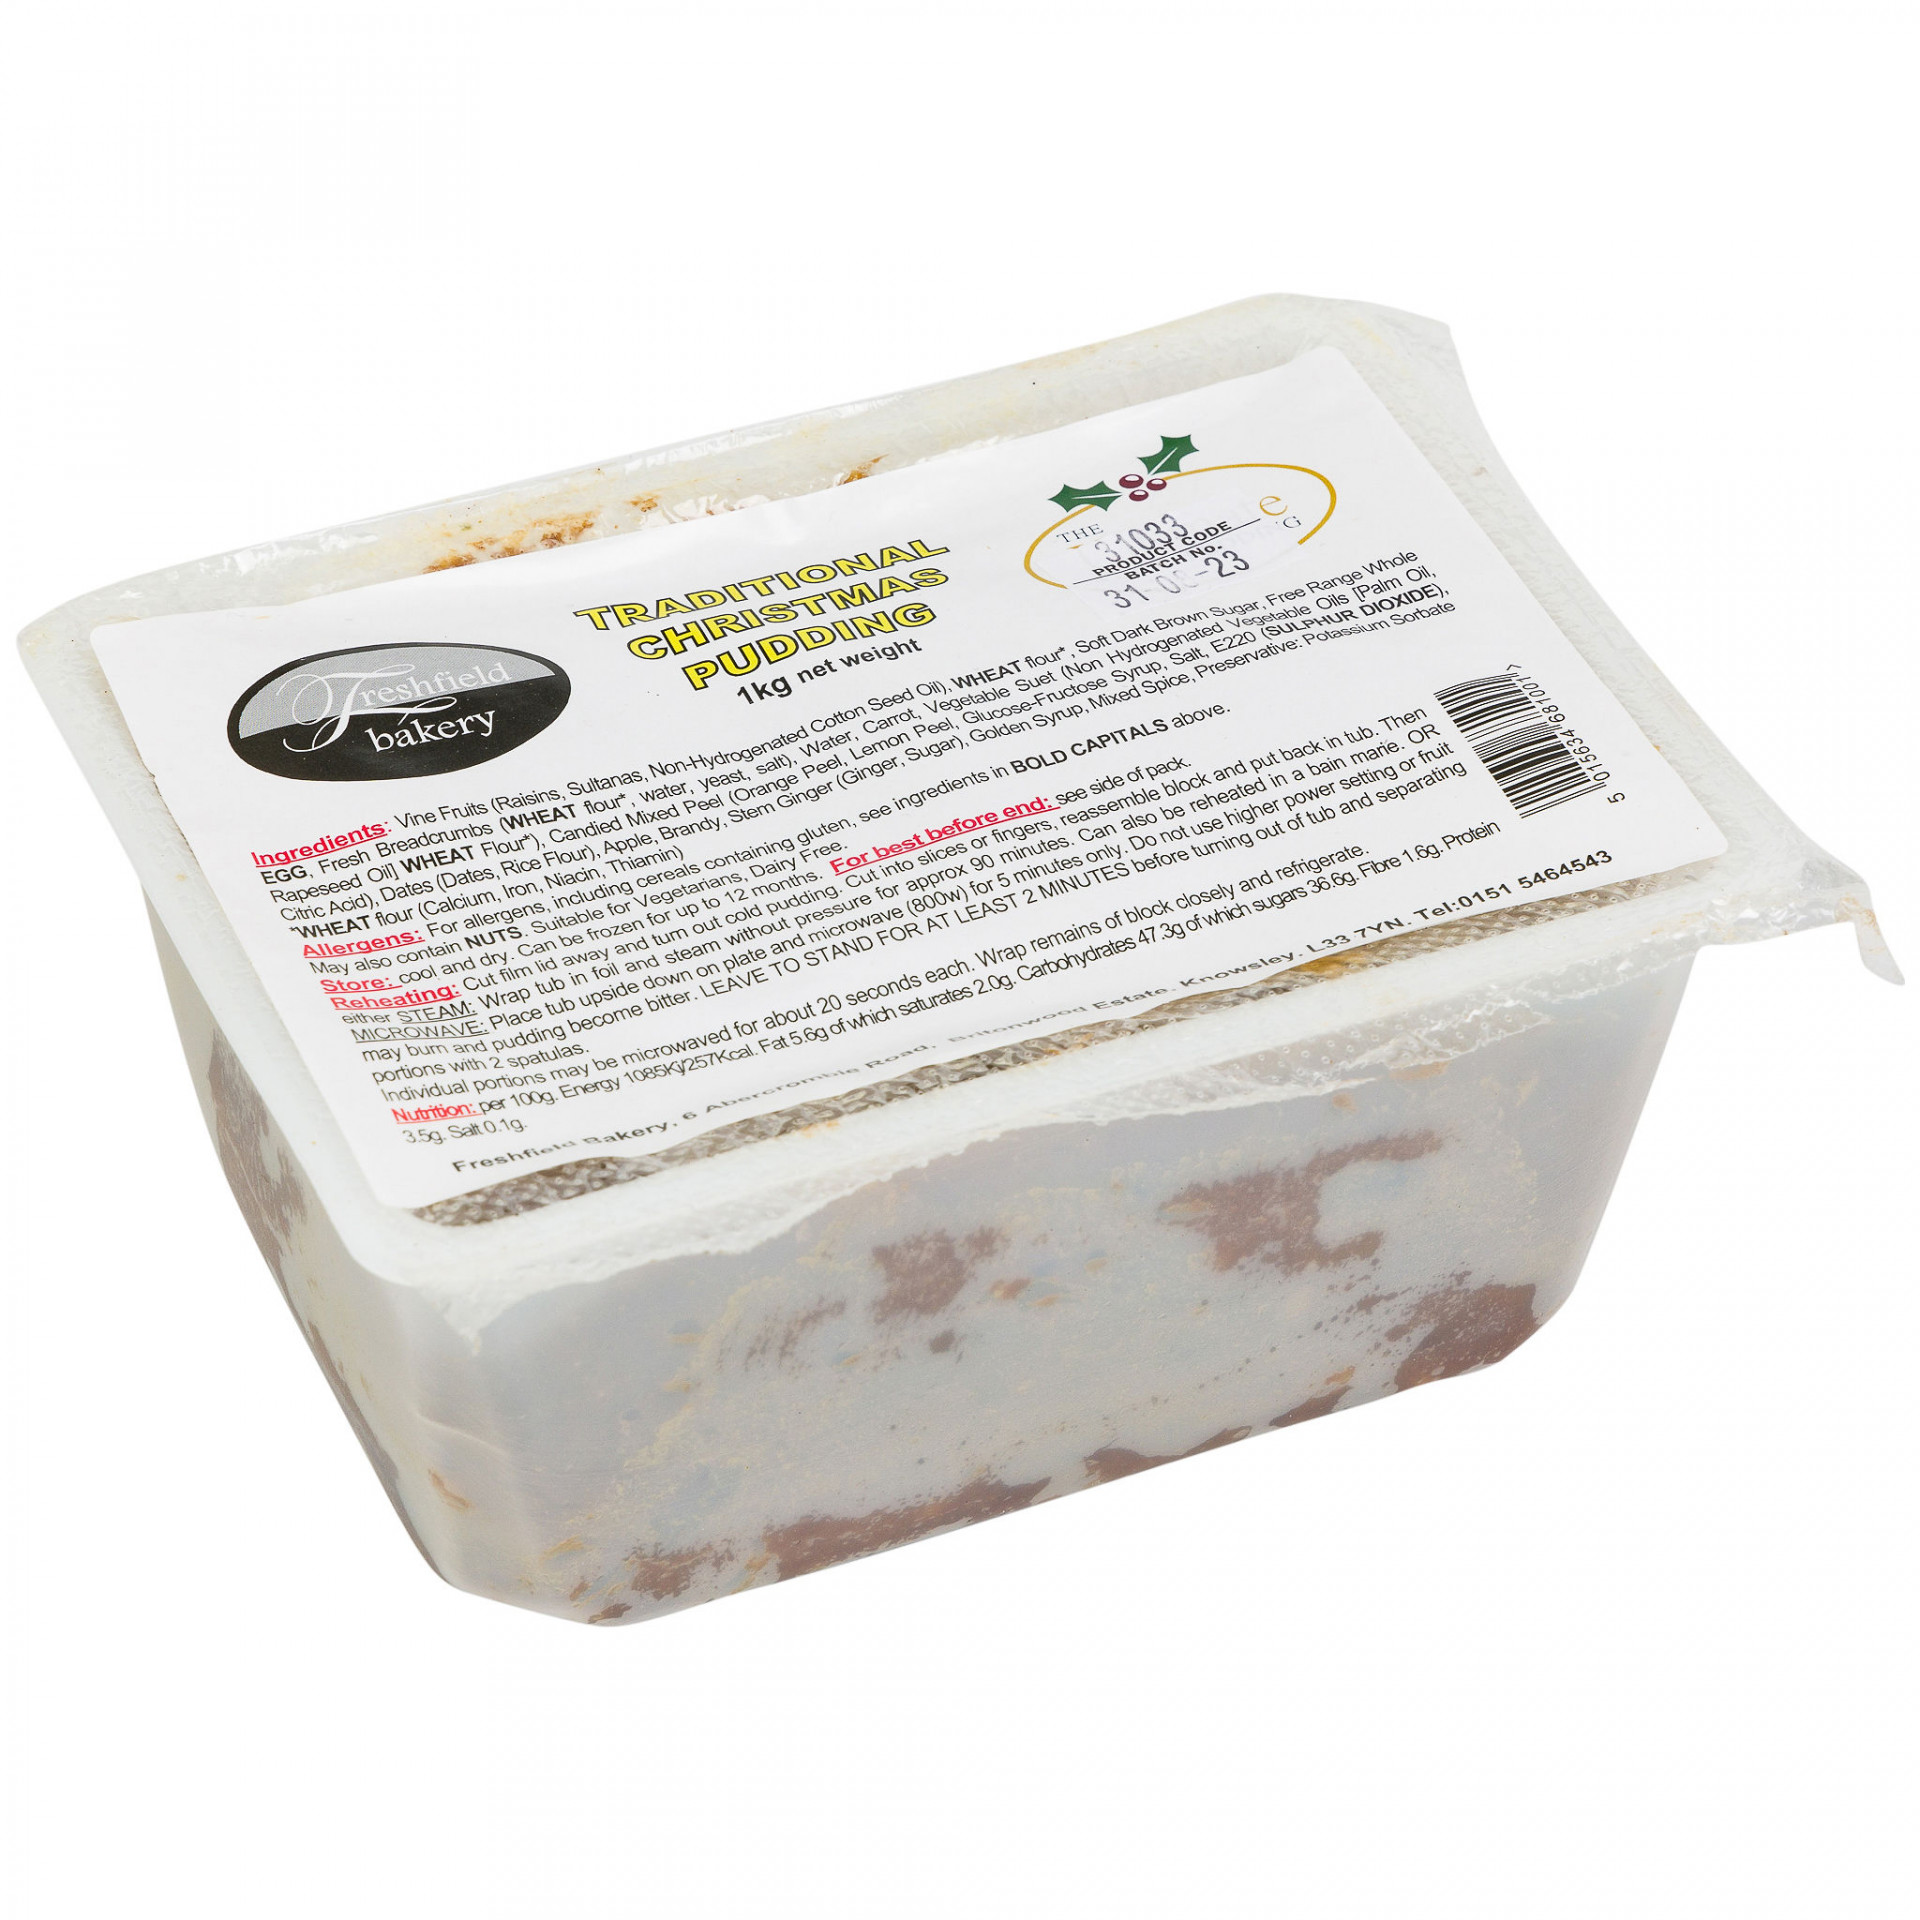 Freshfield
bakery
TRADITIONAL
CHRISTMAS
PUDDING
1kg net weight
THE
31033
PRODUCT CODE
BATCH No.
31-0 -23
e
'G
Ingredients: Vine Fruits (Raisins, Sultanas, Non-Hydrogenated Cotton Seed Oil), WHEAT flour*, Soft Dark Brown Sugar, Free Range Whole
EGG, Fresh Breadcrumbs (WHEAT flour*, water, yeast, salt), Water, Carrot, Vegetable Suet (Non Hydrogenated Vegetable Oils [Palm Oil,
Rapeseed Oil] WHEAT Flour*), Candied Mixed Peel (Orange Peel, Lemon Peel, Glucose-Fructose Syrup, Salt, E220 (SULPHUR DIOXIDE),
Citric Acid), Dates (Dates, Rice Flour), Apple, Brandy, Stem Ginger (Ginger, Sugar), Golden Syrup, Mixed Spice, Preservative: Potassium Sorbate
*WHEAT flour (Calcium, Iron, Niacin, Thiamin)
Allergens: For allergens, including cereals containing gluten, see ingredients in BOLD CAPITALS above.
May also contain NUTS. Suitable for Vegetarians, Dairy Free.
Store: cool and dry. Can be frozen for up to 12 months. For best before end: see side of pack.
Reheating: Cut film lid away and turn out cold pudding. Cut into slices or fingers, reassemble block and put back in tub. Then
either STEAM: Wrap tub in foil and steam without pressure for approx 90 minutes. Can also be reheated in a bain marie. OR
MICROWAVE: Place tub upside down on plate and microwave (800w) for 5 minutes only. Do not use higher power setting or fruit
may burn and pudding become bitter. LEAVE TO STAND FOR AT LEAST 2 MINUTES before turning out of tub and separating
portions with 2 spatulas.
Individual portions may be microwaved for about 20 seconds each. Wrap remains of block closely and refrigerate.
Nutrition: per 100g. Energy 1085Kj/257Kcal. Fat 5.6g of which saturates 2.0g. Carbohydrates 47.3g of which sugars 36.6g. Fibre 1.6g. Protein
3.5g. Salt 0.1g.
Freshfield Bakery, 6 Abercrombie Road, Britonwood Estate, Knowsley, L33 7YN. Tel:0151 5464543
5 015634 681001 >